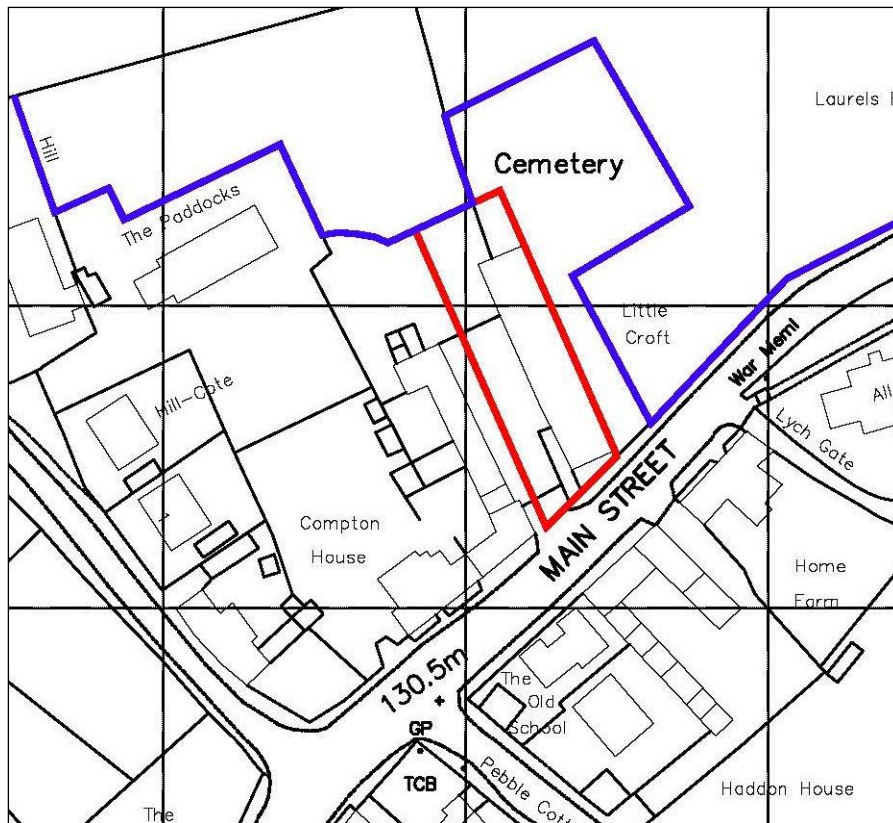 Laurels
Hill
Cemetery
The Paddocks
Little
Croft
War Meml
Hill-Cote
All
Lych Gate
MAIN STREET
Compton
House
Home
Farm
130.5m
The
Old
School
GP
TCB
Pebble Cott
Haddon House
The